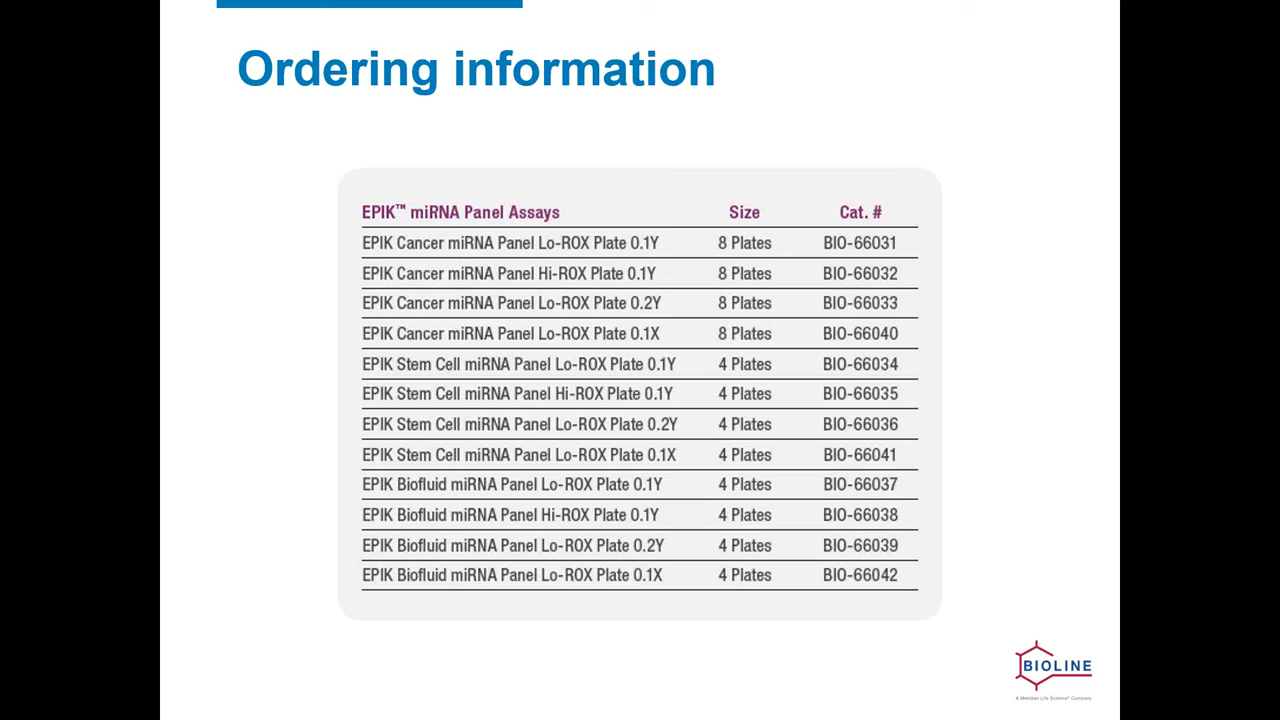 Ordering information
EPIK™ miRNA Panel Assays Size Cat. #
EPIK Cancer miRNA Panel Lo-ROX Plate 0.1Y 8 Plates BIO-66031
EPIK Cancer miRNA Panel Hi-ROX Plate 0.1Y 8 Plates BIO-66032
EPIK Cancer miRNA Panel Lo-ROX Plate 0.2Y 8 Plates BIO-66033
EPIK Cancer miRNA Panel Lo-ROX Plate 0.1X 8 Plates BIO-66040
EPIK Stem Cell miRNA Panel Lo-ROX Plate 0.1Y 4 Plates BIO-66034
EPIK Stem Cell miRNA Panel Hi-ROX Plate 0.1Y 4 Plates BIO-66035
EPIK Stem Cell miRNA Panel Lo-ROX Plate 0.2Y 4 Plates BIO-66036
EPIK Stem Cell miRNA Panel Lo-ROX Plate 0.1X 4 Plates BIO-66041
EPIK Biofluid miRNA Panel Lo-ROX Plate 0.1Y 4 Plates BIO-66037
EPIK Biofluid miRNA Panel Hi-ROX Plate 0.1Y 4 Plates BIO-66038
EPIK Biofluid miRNA Panel Lo-ROX Plate 0.2Y 4 Plates BIO-66039
EPIK Biofluid miRNA Panel Lo-ROX Plate 0.1X 4 Plates BIO-66042
BIOLINE
A Meridian Life Science® Company